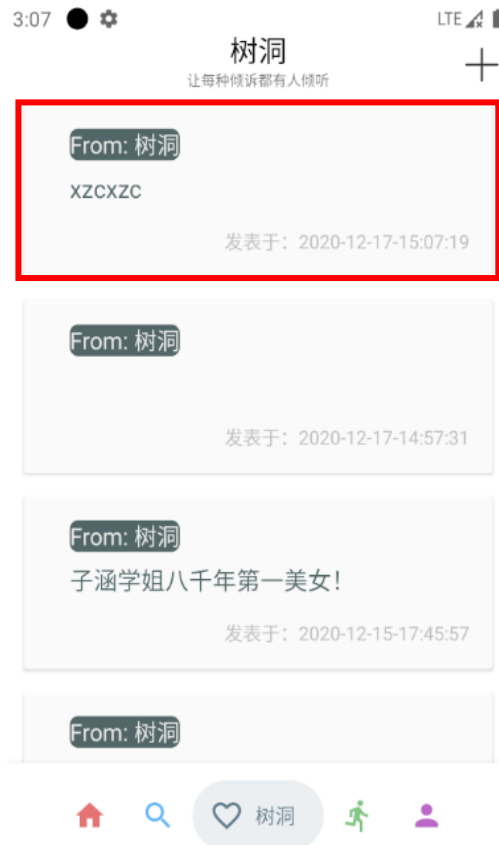 3:07
LTE
树洞
让每种倾诉都有人倾听
From: 树洞
xzcxzc
发表于：2020-12-17-15:07:19
From: 树洞
发表于：2020-12-17-14:57:31
From: 树洞
子涵学姐八千年第一美女！
发表于：2020-12-15-17:45:57
From: 树洞
树洞